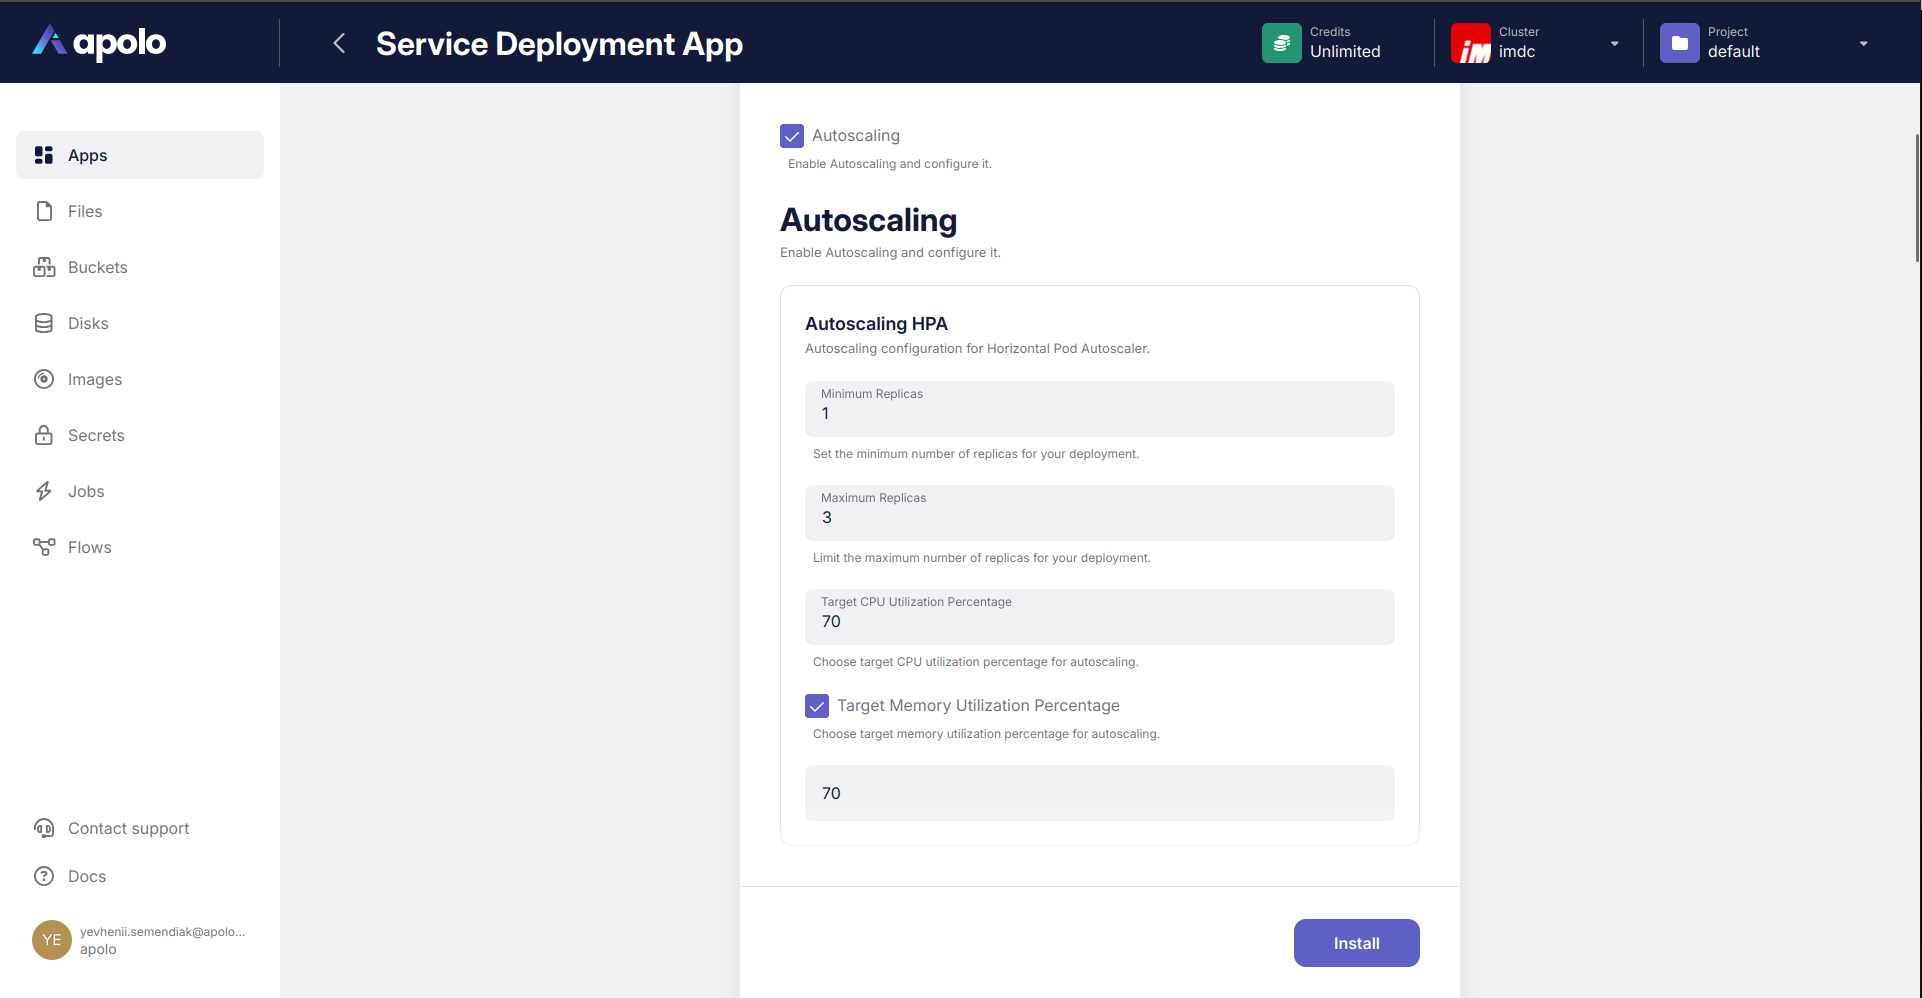 apolo
Service Deployment App
Credits
Unlimited
Cluster
imdc
Project
default
Apps
Files
Buckets
Disks
Images
Secrets
Jobs
Flows
Contact support
Docs
YE
yevhenii.semendiak@apolo...
apolo
Autoscaling
Enable Autoscaling and configure it.
Autoscaling
Enable Autoscaling and configure it.
Autoscaling HPA
Autoscaling configuration for Horizontal Pod Autoscaler.
Minimum Replicas
1
Set the minimum number of replicas for your deployment.
Maximum Replicas
3
Limit the maximum number of replicas for your deployment.
Target CPU Utilization Percentage
70
Choose target CPU utilization percentage for autoscaling.
Target Memory Utilization Percentage
Choose target memory utilization percentage for autoscaling.
70
Install